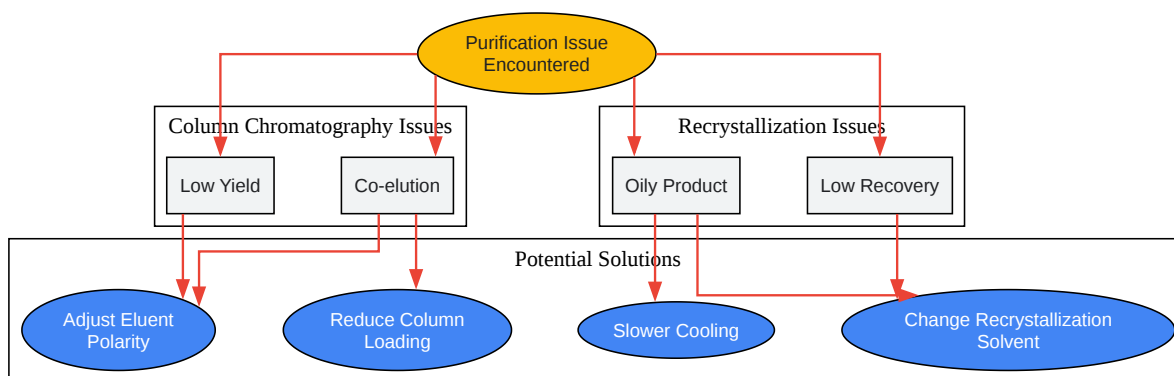 Purification Issue
Encountered
Column Chromatography Issues
Recrystallization Issues
Low Yield
Co-elution
Oily Product
Low Recovery
Potential Solutions
Adjust Eluent
Polarity
Reduce Column
Loading
Slower Cooling
Change Recrystallization
Solvent